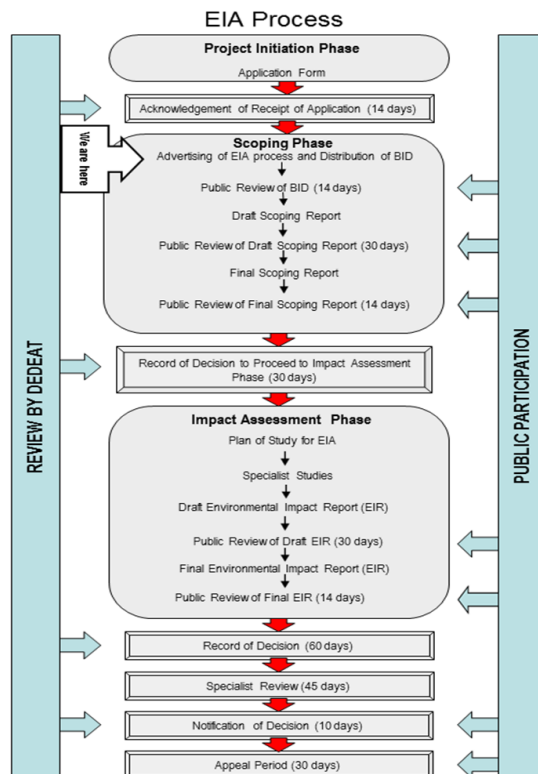 EIA Process
Project Initiation Phase
Application Form
Acknowledgement of Receipt of Application (14 days)
We are here
Scoping Phase
Advertising of EIA process and Distribution of BID
Public Review of BID (14 days)
Draft Scoping Report
Public Review of Draft Scoping Report (30 days)
Final Scoping Report
Public Review of Final Scoping Report (14 days)
Record of Decision to Proceed to Impact Assessment
Phase (30 days)
Impact Assessment Phase
Plan of Study for EIA
Specialist Studies
Draft Environmental Impact Report (EIR)
Public Review of Draft EIR (30 days)
Final Environmental Impact Report (EIR)
Public Review of Final EIR (14 days)
Record of Decision (60 days)
Specialist Review (45 days)
Notification of Decision (10 days)
Appeal Period (30 days)
REVIEW BY DEDEAT
PUBLIC PARTICIPATION